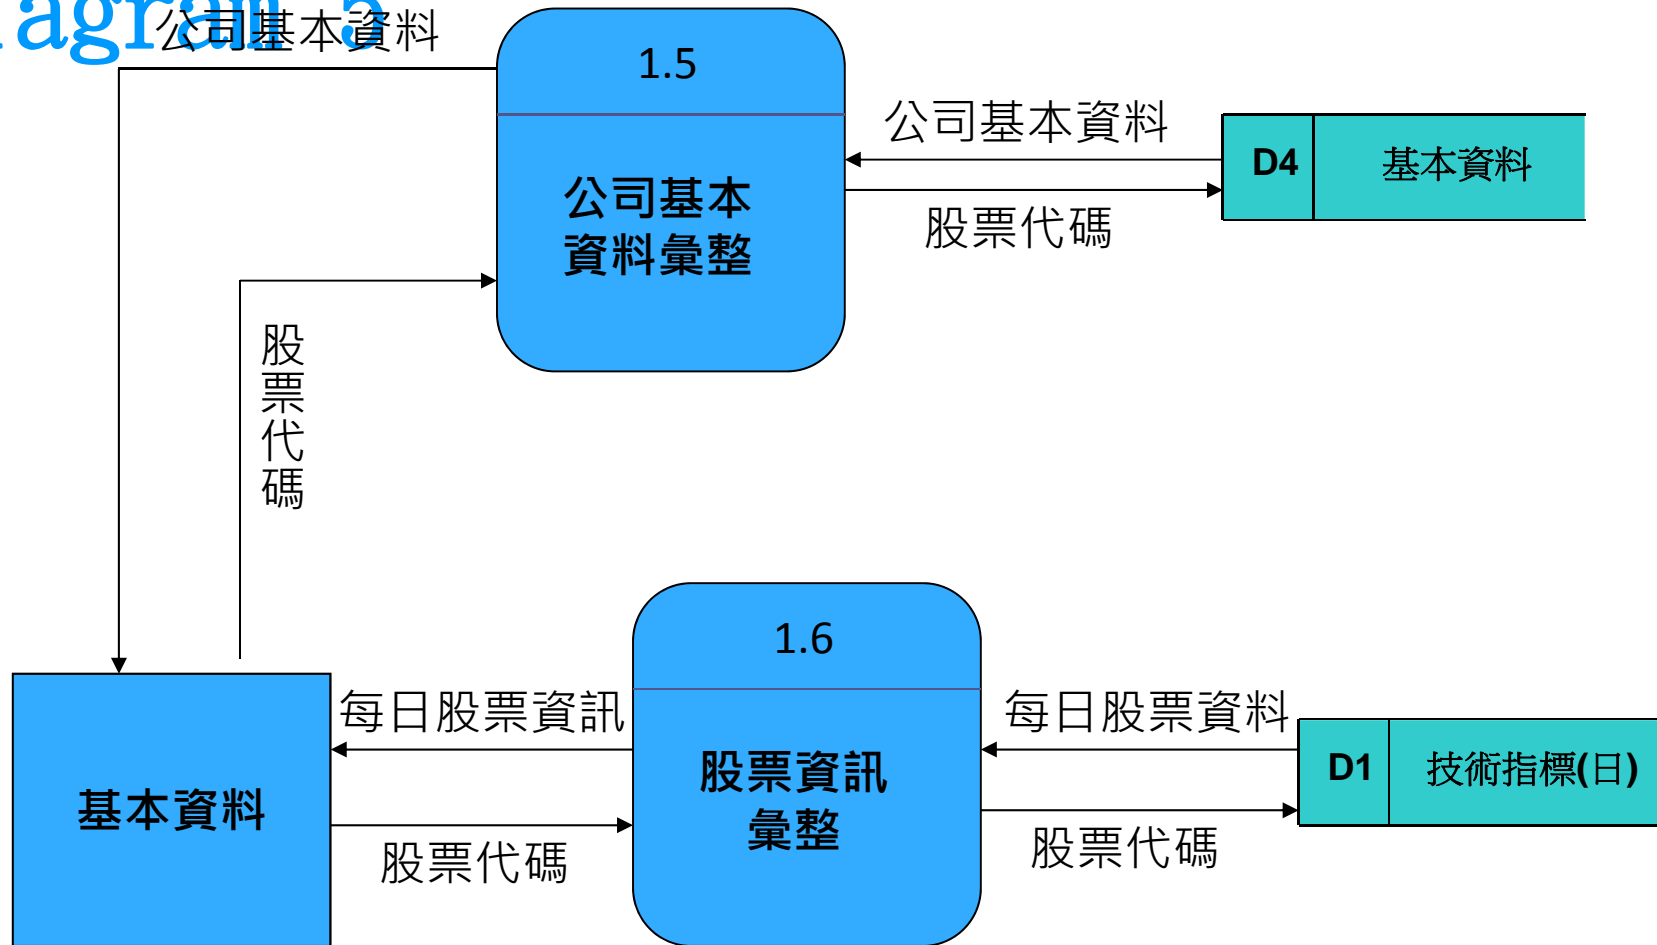 agram 5
公司基本資料
1.5
公司基本資料
D4
基本資料
公司基本
資料彙整
股票代碼
股票代碼
1.6
每日股票資訊
每日股票資料
D1
技術指標(日)
股票資訊
彙整
基本資料
股票代碼
股票代碼